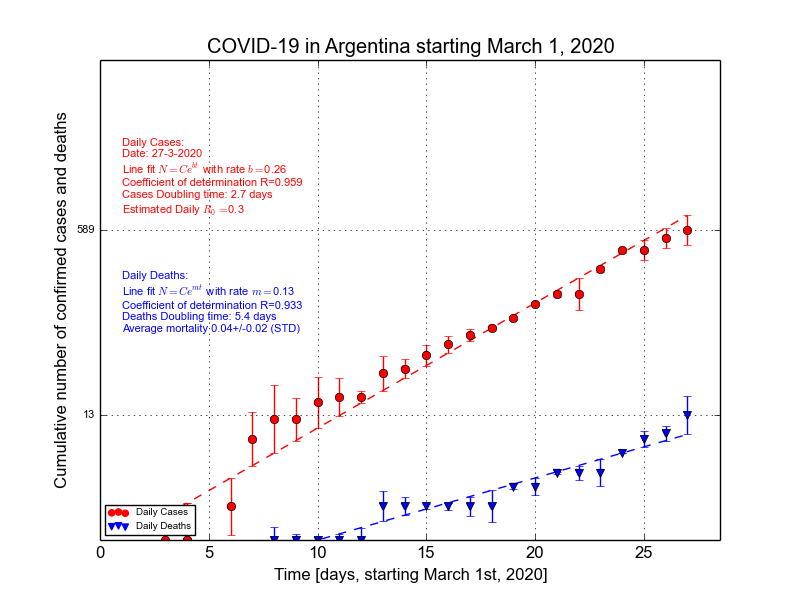 COVID-19 in Argentina starting March 1, 2020
Cumulative number of confirmed cases and deaths
Daily Cases:
Date: 27-3-2020
Line fit N = Ce^{bt} with rate b = 0.26
Coefficient of determination R=0.959
Cases Doubling time: 2.7 days
Estimated Daily R_0 = 0.3
589
Daily Deaths:
Line fit N = Ce^{mt} with rate m = 0.13
Coefficient of determination R=0.933
Deaths Doubling time: 5.4 days
Average mortality 0.04+/-0.02 (STD)
13
Daily Cases
Daily Deaths
0 5 10 15 20 25
Time [days, starting March 1st, 2020]